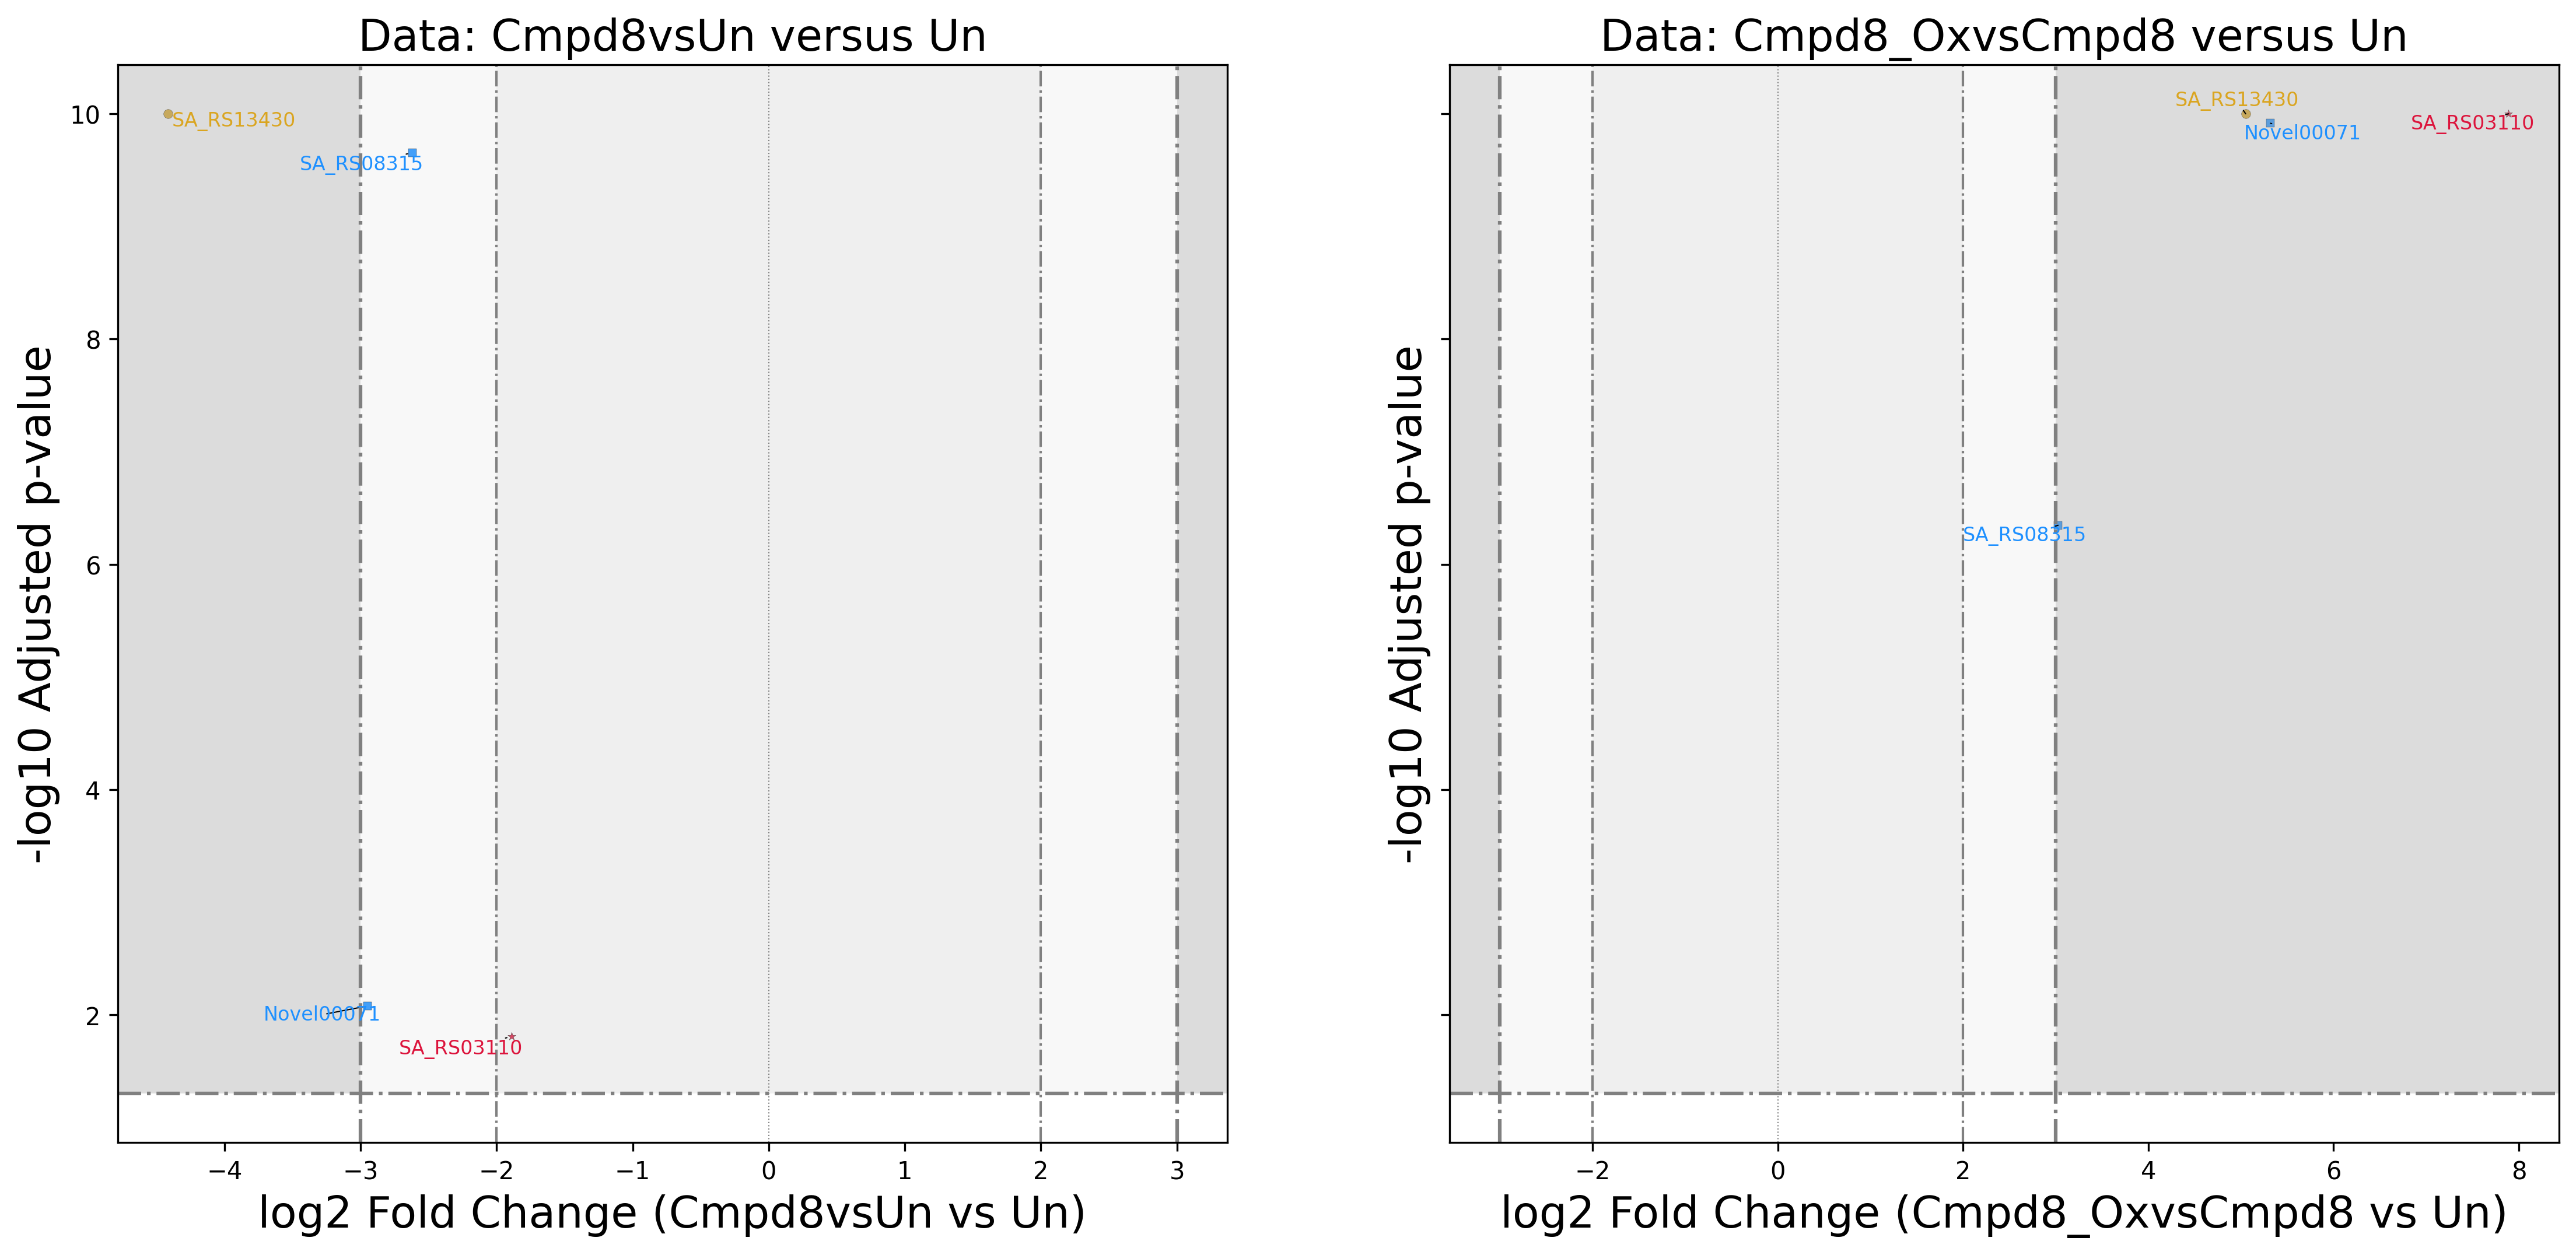 Data: Cmpd8vsUn versus Un
-log10 Adjusted p-value
10
8
6
4
2
SA_RS13430
SA_RS08315
Novel00071
SA_RS03110
−4
−3
−2
−1
0
1
2
3
log2 Fold Change (Cmpd8vsUn vs Un)
Data: Cmpd8_OxvsCmpd8 versus Un
-log10 Adjusted p-value
SA_RS13430
SA_RS03110
Novel00071
SA_RS08315
−2
0
2
4
6
8
log2 Fold Change (Cmpd8_OxvsCmpd8 vs Un)